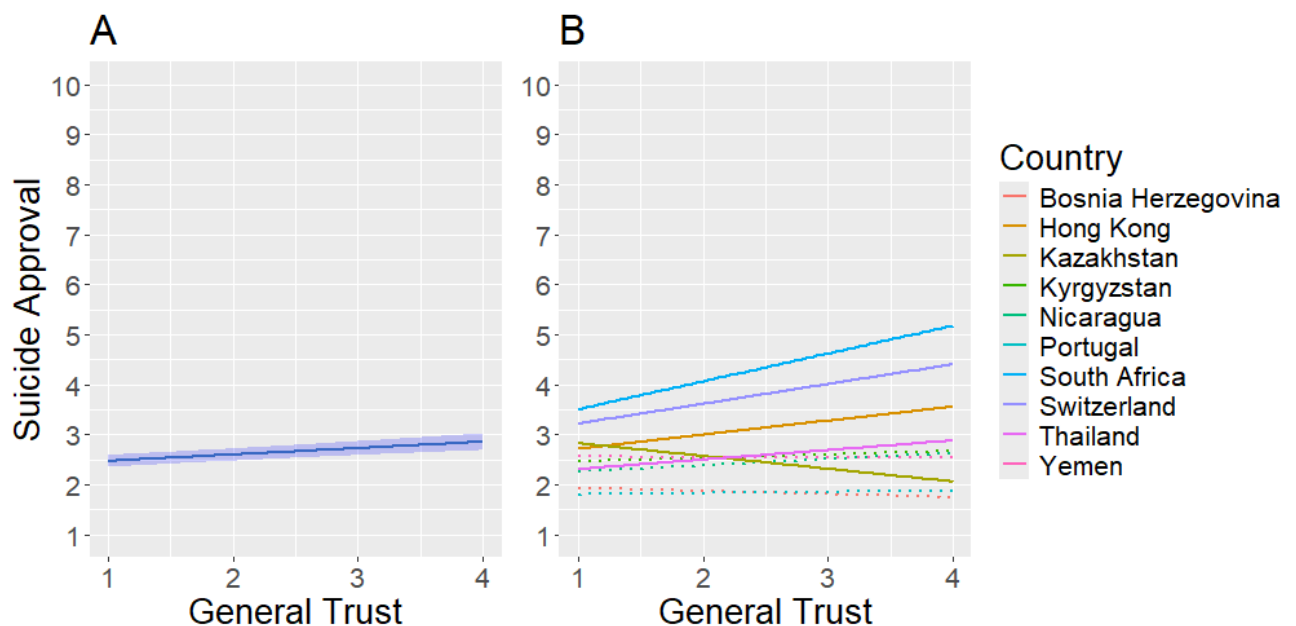 A
B
10
9
8
7
6
5
4
3
2
1
Suicide Approval
1 2 3 4
General Trust
10
9
8
7
6
5
4
3
2
1
1 2 3 4
General Trust
Country
Bosnia Herzegovina
Hong Kong
Kazakhstan
Kyrgyzstan
Nicaragua
Portugal
South Africa
Switzerland
Thailand
Yemen